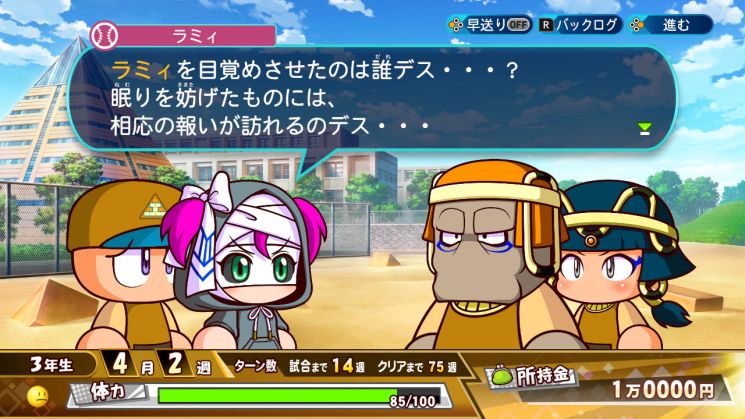 早送りOFF
Rバックログ
進む
ラミィ
ラミィを目覚めさせたのは誰デス・・・？
眠りを妨げたものには、
相応の報いが訪れるのデス・・・
3年生
4月2週
ターン数 試合まで14週 クリアまで75週
体力
85/100
所持金
1万0000円